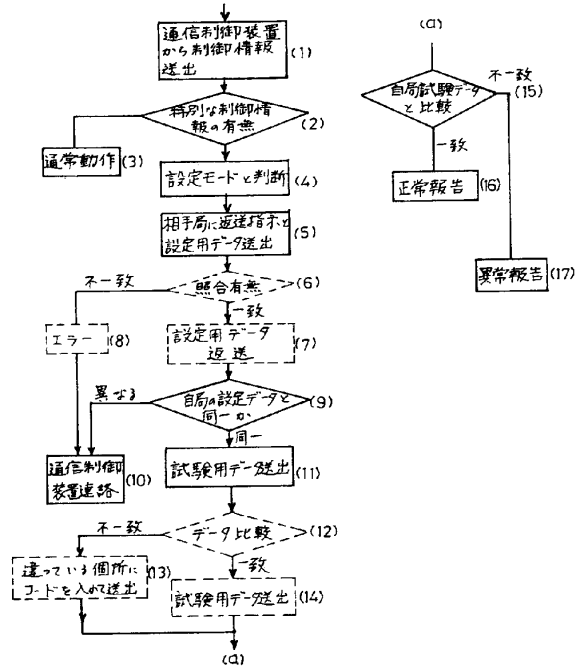 通信制御装置
から制御情報
送出
(1)
特別な制御情
報の有無
(2)
通常動作
(3)
設定モードと判断
(4)
相手局に返送指示と
設定用データ送出
(5)
照合有無
(6)
不一致
一致
エラー
(8)
設定用データ
返送
(7)
自局の設定データと
同一か
(9)
異なる
同一
通信制御
装置連絡
(10)
試験用データ送出
(11)
データ比較
(12)
不一致
一致
違っている個所に
コードを入れて送出
(13)
試験用データ送出
(14)
(a)
(a)
自局試験データ
と比較
不一致
(15)
一致
正常報告
(16)
異常報告
(17)